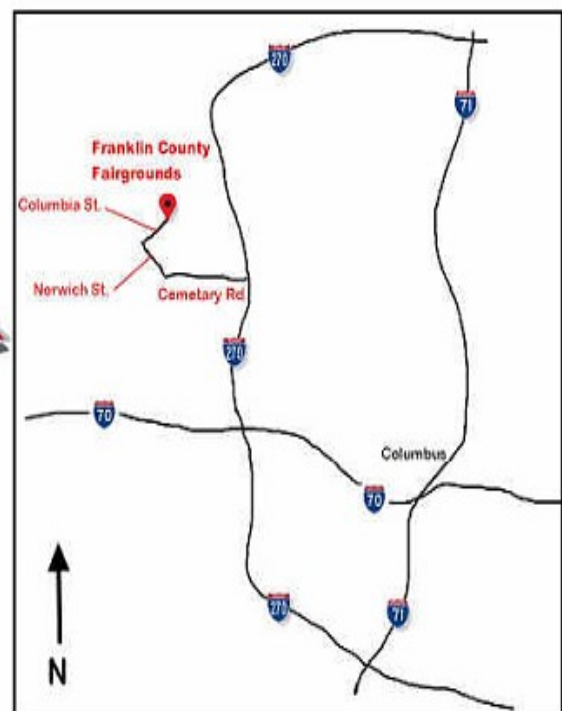 270
71
Franklin County
Fairgrounds
Columbia St.
Norwich St.
Cemetary Rd
270
70
Columbus
70
270
71
N